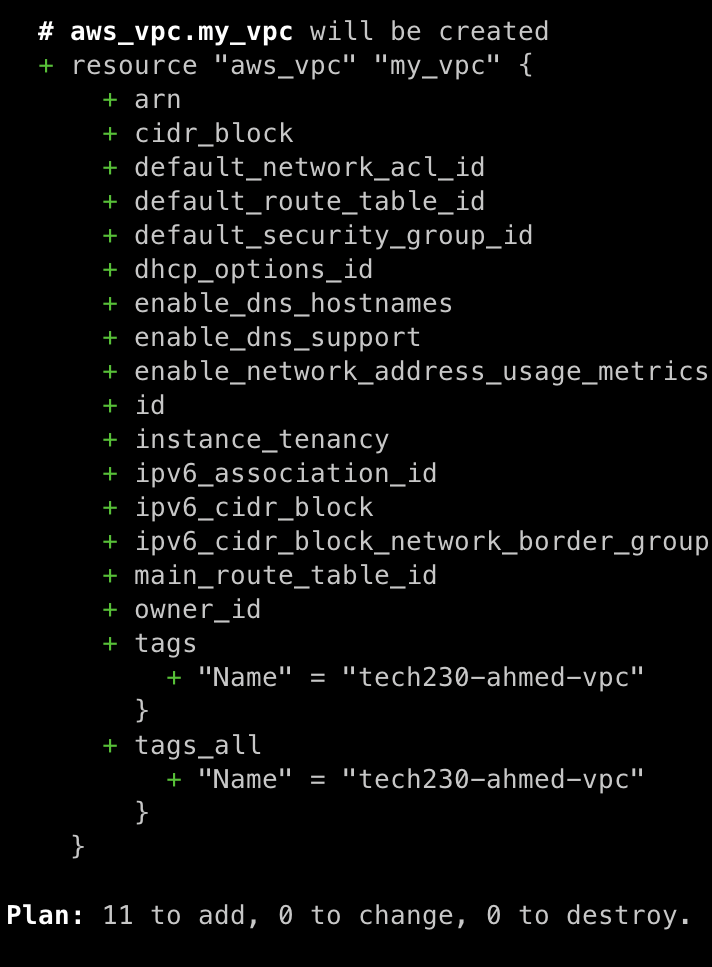 # aws_vpc.my_vpc will be created
+ resource "aws_vpc" "my_vpc" {
+ arn
+ cidr_block
+ default_network_acl_id
+ default_route_table_id
+ default_security_group_id
+ dhcp_options_id
+ enable_dns_hostnames
+ enable_dns_support
+ enable_network_address_usage_metrics
+ id
+ instance_tenancy
+ ipv6_association_id
+ ipv6_cidr_block
+ ipv6_cidr_block_network_border_group
+ main_route_table_id
+ owner_id
+ tags
+ "Name" = "tech230-ahmed-vpc"
}
+ tags_all
+ "Name" = "tech230-ahmed-vpc"
}
}
Plan: 11 to add, 0 to change, 0 to destroy.